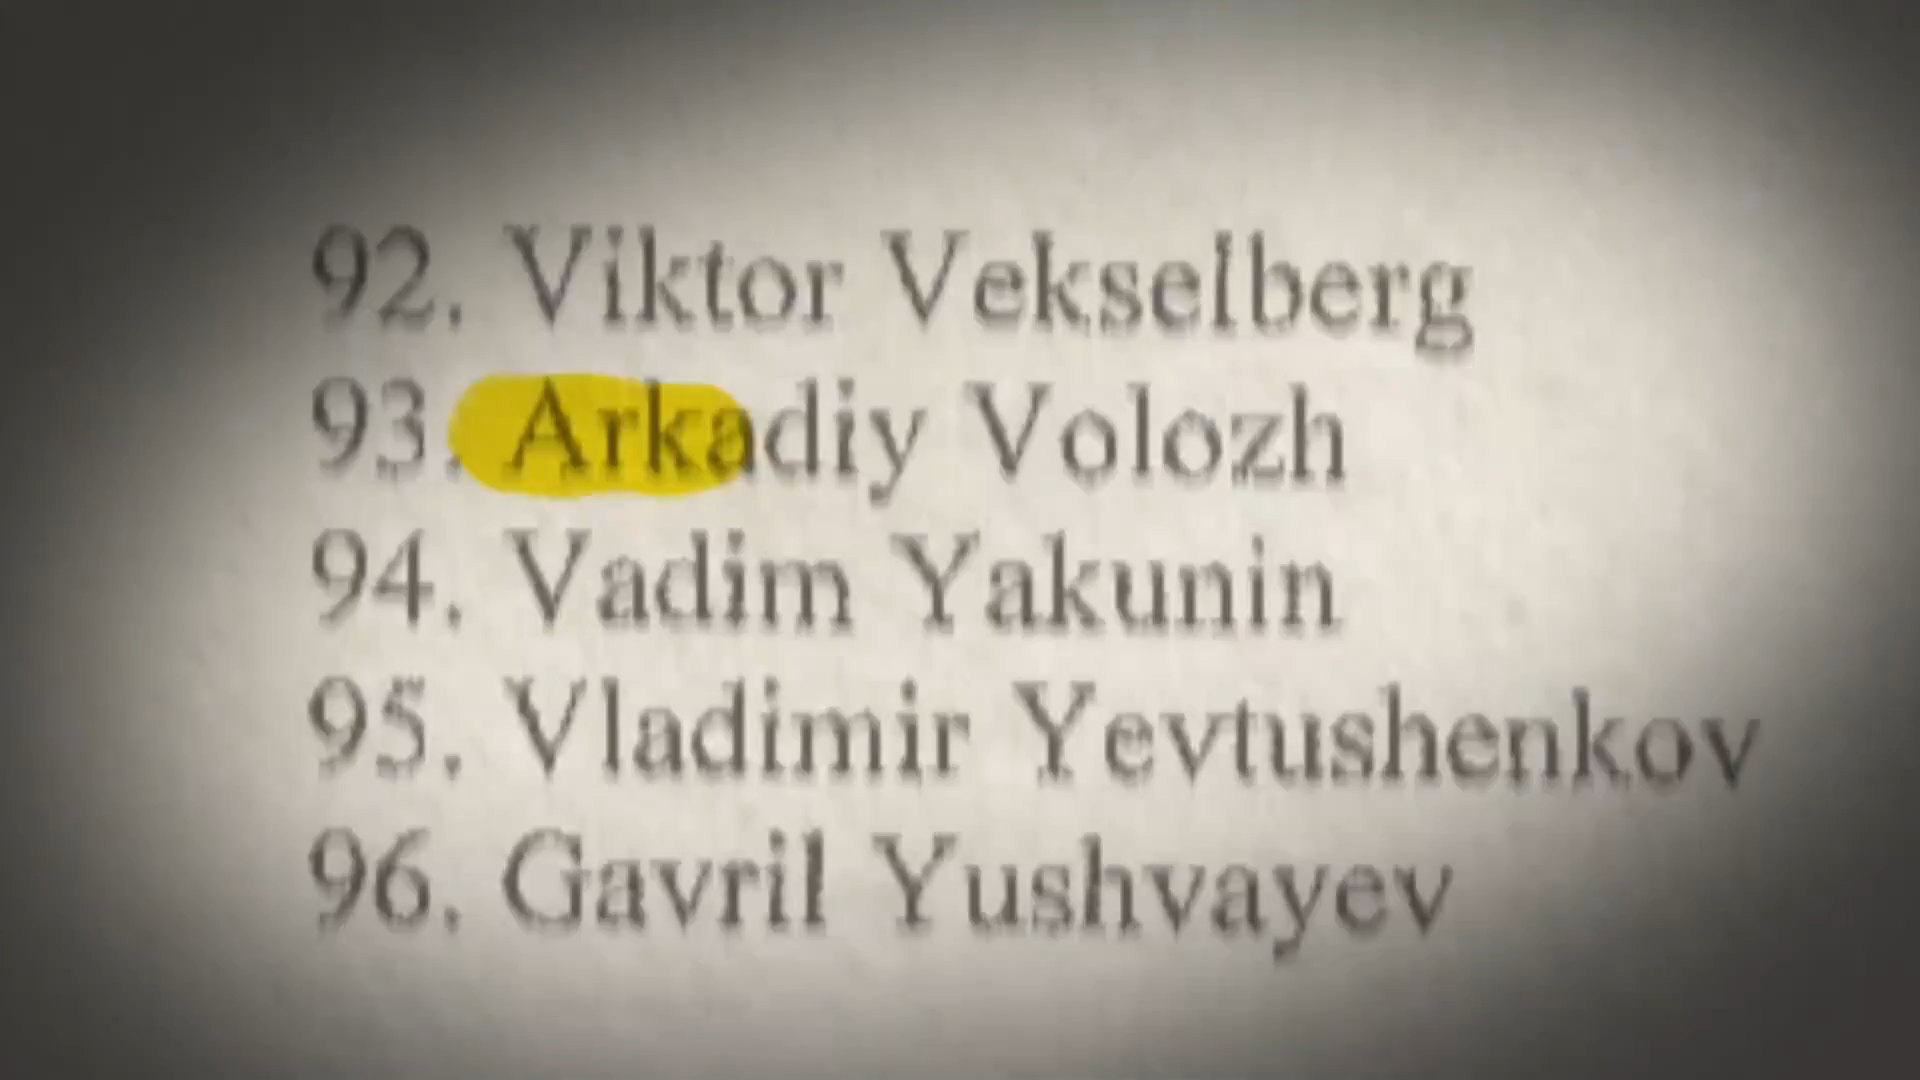 92. Viktor Vekselberg
93. Arkadiy Volozh
94. Vadim Yakunin
95. Vladimir Yevtushenkov
96. Gavril Yushvayev